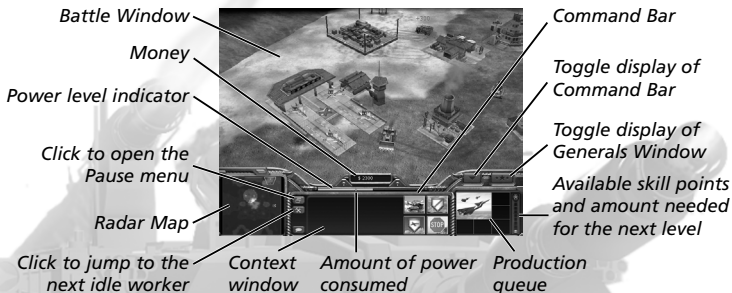 Battle Window
Money
Power level indicator
Click to open the
Pause menu
Radar Map
Click to jump to the
next idle worker
Context
window
Amount of power
consumed
Production
queue
Command Bar
Toggle display of
Command Bar
Toggle display of
Generals Window
Available skill points
and amount needed
for the next level
$ 2300
STOP